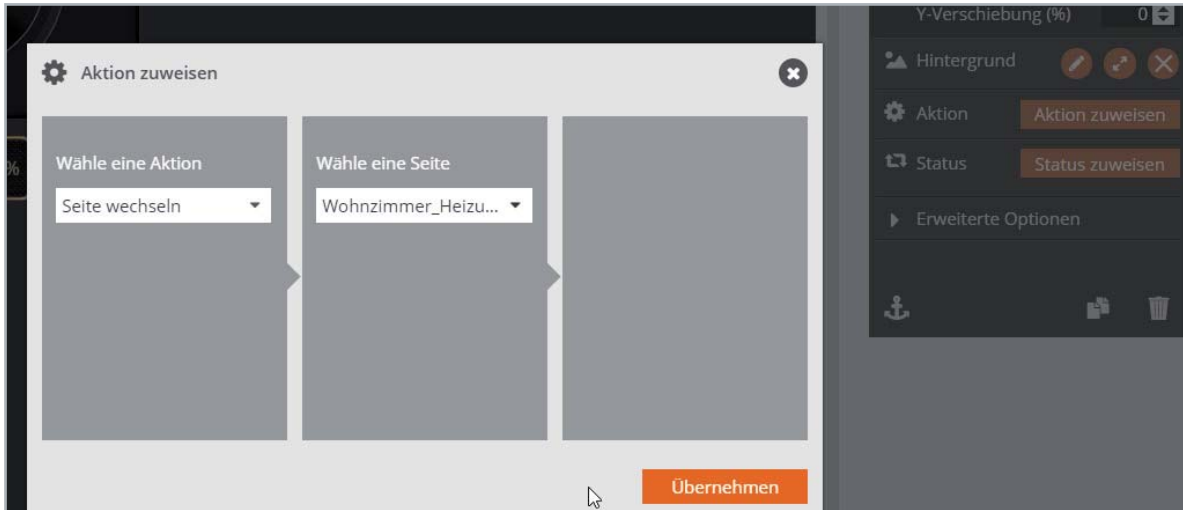 Y-Verschiebung (%) 0
Aktion zuweisen
Hintergrund
Aktion Aktion zuweisen
%
Wähle eine Aktion
Wähle eine Seite
Status Status zuweisen
Seite wechseln
Wohnzimmer_Heizu...
Erweiterte Optionen
Übernehmen